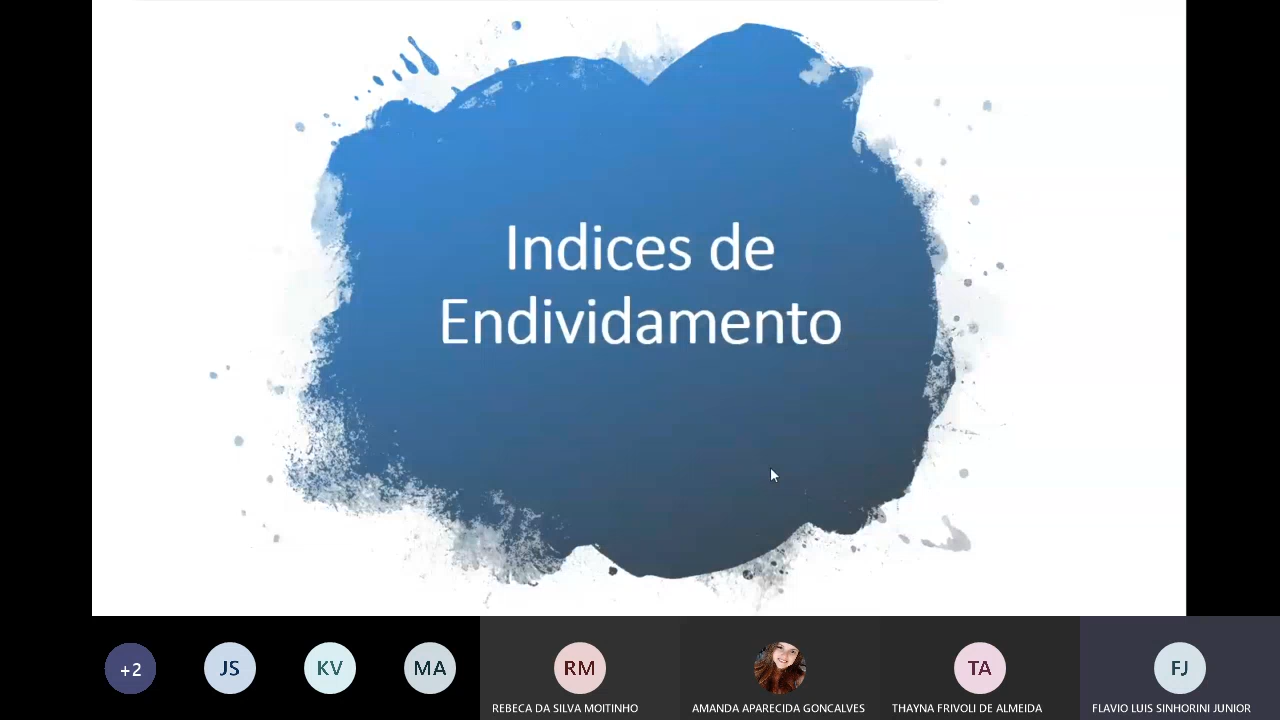 Indices de
Endividamento
+2
JS
KV
MA
RM
TA
FJ
REBECA DA SILVA MOITINHO
AMANDA APARECIDA GONCALVES
THAYNA FRIVOLI DE ALMEIDA
FLAVIO LUIS SINHORINI JUNIOR